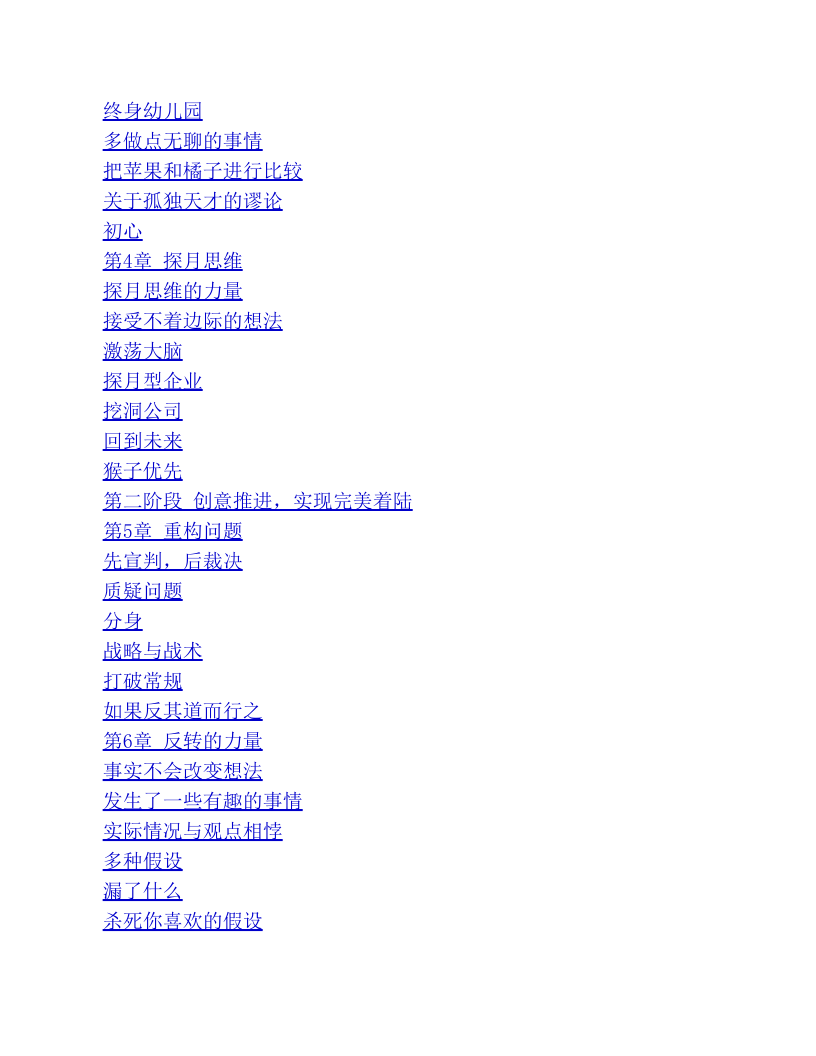 终身幼儿园
多做点无聊的事情
把苹果和橘子进行比较
关于孤独天才的谬论
初心
第4章 探月思维
探月思维的力量
接受不着边际的想法
激荡大脑
探月型企业
挖洞公司
回到未来
猴子优先
第二阶段 创意推进，实现完美着陆
第5章 重构问题
先宣判，后裁决
质疑问题
分身
战略与战术
打破常规
如果反其道而行之
第6章 反转的力量
事实不会改变想法
发生了一些有趣的事情
实际情况与观点相悖
多种假设
漏了什么
杀死你喜欢的假设